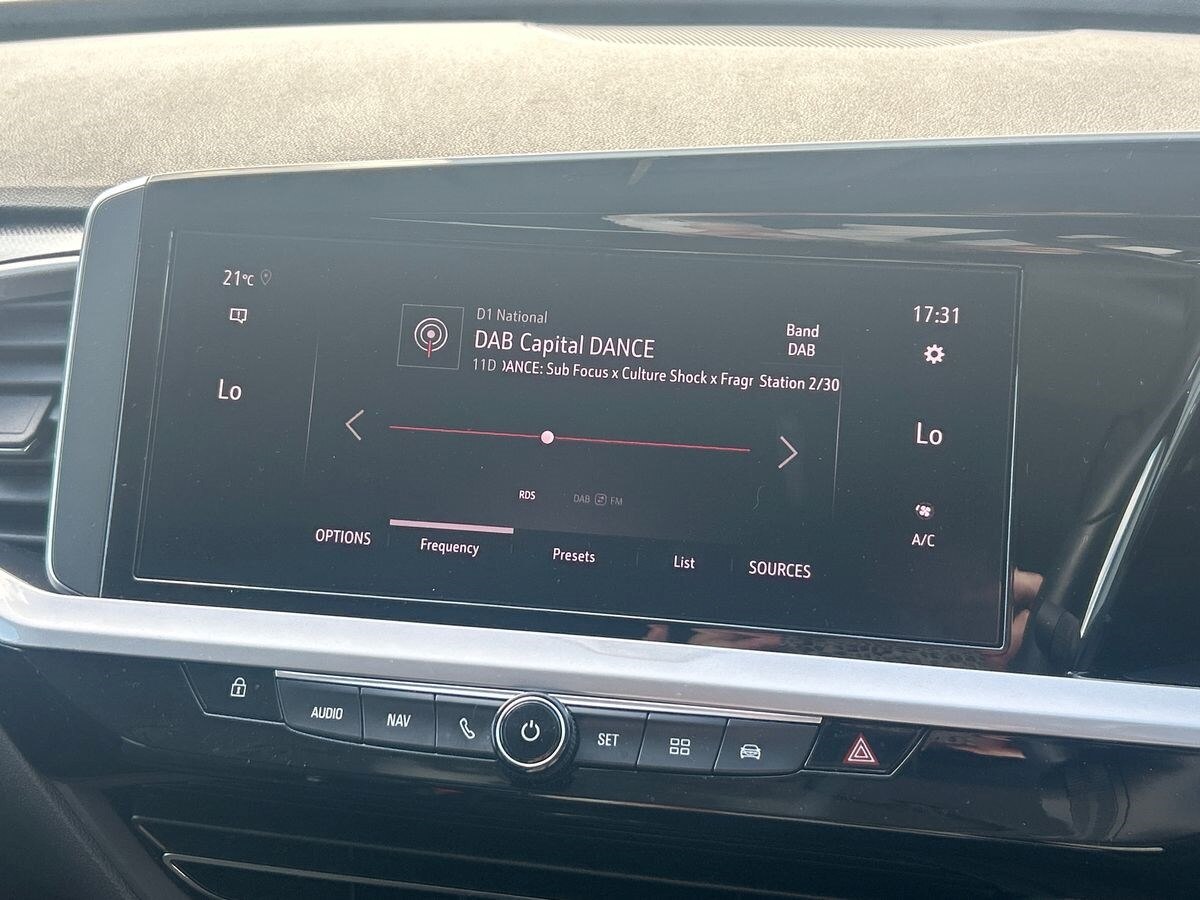 21°C
Lo
D1 National
DAB Capital DANCE
11D ANCE: Sub Focus x Culture Shock x Fragr Station 2/30
Band
DAB
17:31
Lo
A/C
RDS
DAB FM
OPTIONS
Frequency
Presets
List
SOURCES
AUDIO
NAV
SET